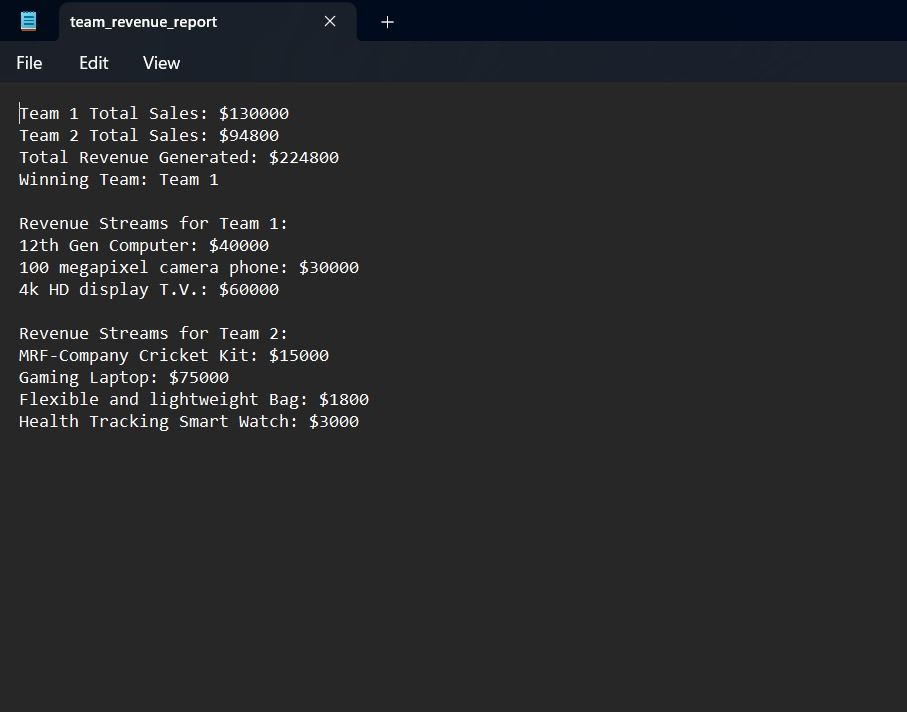 team_revenue_report
File Edit View
Team 1 Total Sales: $130000
Team 2 Total Sales: $94800
Total Revenue Generated: $224800
Winning Team: Team 1
Revenue Streams for Team 1:
12th Gen Computer: $40000
100 megapixel camera phone: $30000
4k HD display T.V.: $60000
Revenue Streams for Team 2:
MRF-Company Cricket Kit: $15000
Gaming Laptop: $75000
Flexible and lightweight Bag: $1800
Health Tracking Smart Watch: $3000